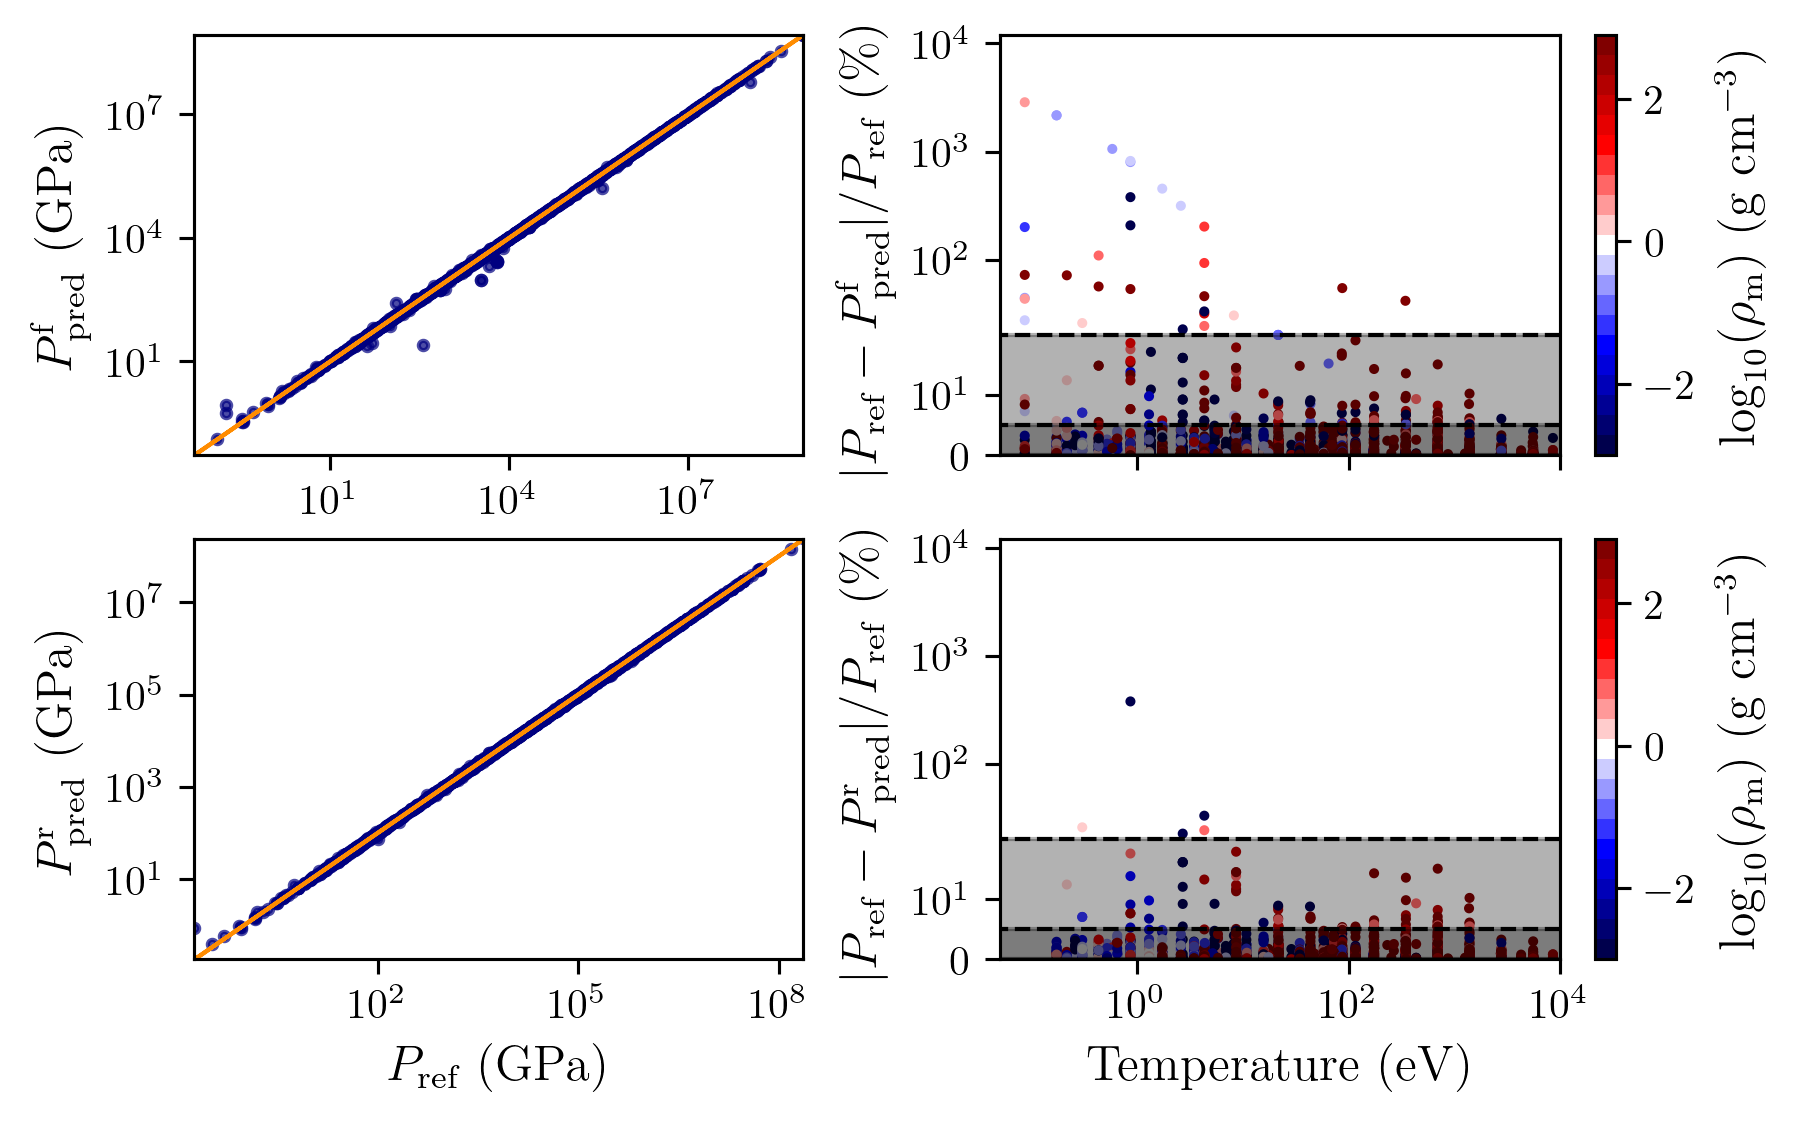 P^f_pred (GPa)
10^7
10^4
10^1
10^1 10^4 10^7
|P_ref − P^f_pred|/P_ref (%)
10^4
10^3
10^2
10^1
0
2
0
−2
log_10(ρ_m) (g cm^−3)
P^r_pred (GPa)
10^7
10^5
10^3
10^1
10^2 10^5 10^8
P_ref (GPa)
|P_ref − P^r_pred|/P_ref (%)
10^4
10^3
10^2
10^1
0
10^0 10^2 10^4
Temperature (eV)
2
0
−2
log_10(ρ_m) (g cm^−3)